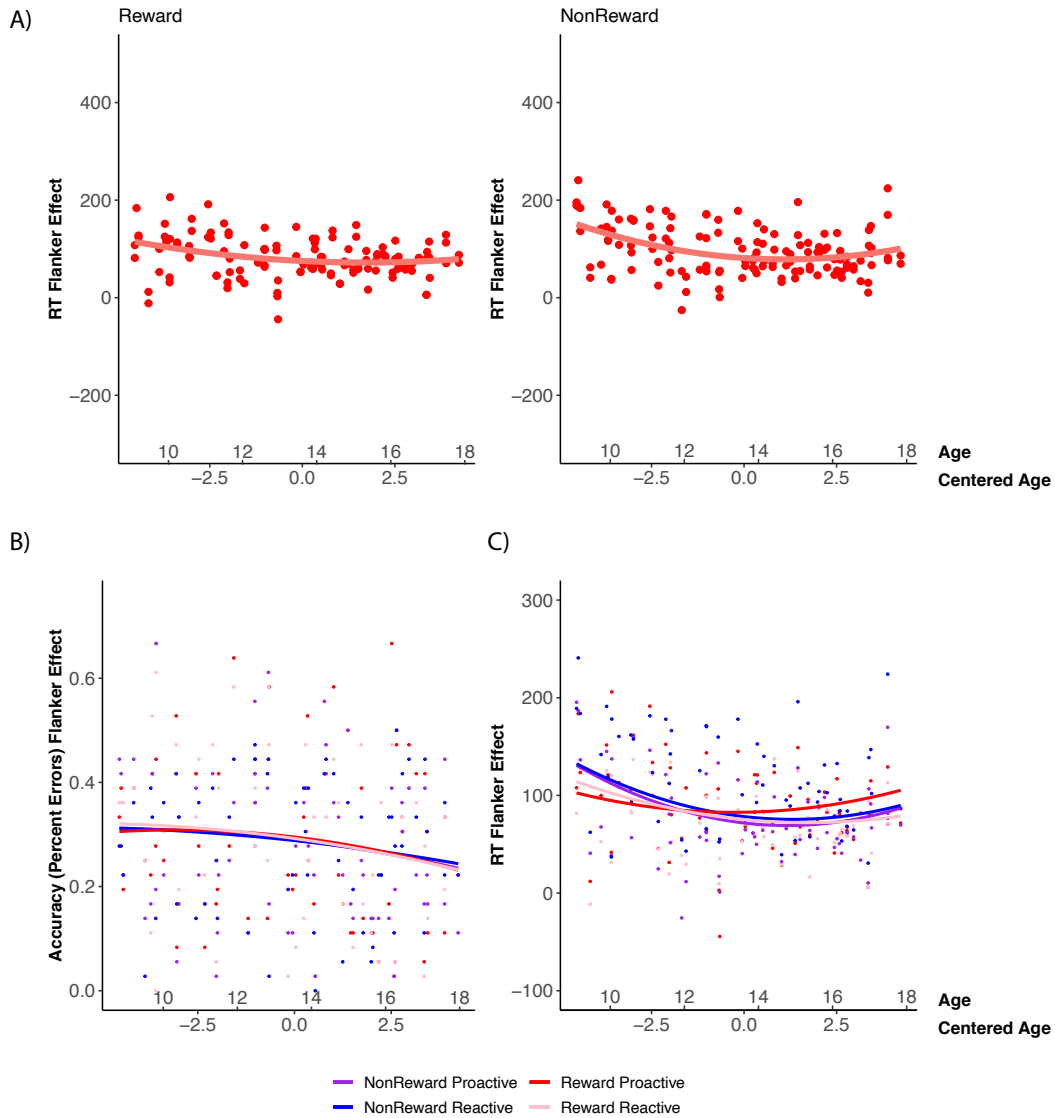 A)
Reward
NonReward
RT Flanker Effect
400
200
0
−200
10 12 14 16 18
−2.5 0.0 2.5
RT Flanker Effect
400
200
0
−200
10 12 14 16 18
−2.5 0.0 2.5
Age
Centered Age
B)
C)
Accuracy (Percent Errors) Flanker Effect
0.6
0.4
0.2
0.0
10 12 14 16 18
−2.5 0.0 2.5
RT Flanker Effect
300
200
100
0
−100
10 12 14 16 18
−2.5 0.0 2.5
Age
Centered Age
NonReward Proactive
Reward Proactive
NonReward Reactive
Reward Reactive